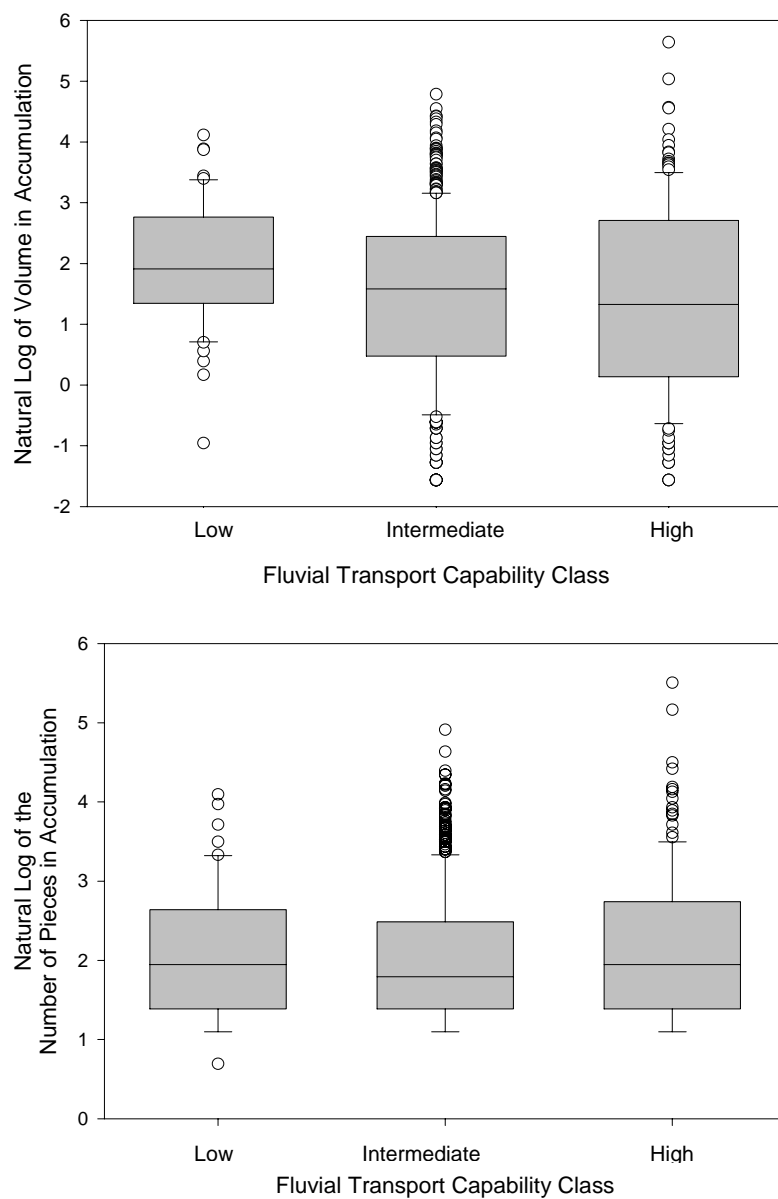 Natural Log of Volume in Accumulation
6
5
4
3
2
1
0
-1
-2
Low Intermediate High
Fluvial Transport Capability Class
Natural Log of the
Number of Pieces in Accumulation
6
5
4
3
2
1
0
Low Intermediate High
Fluvial Transport Capability Class